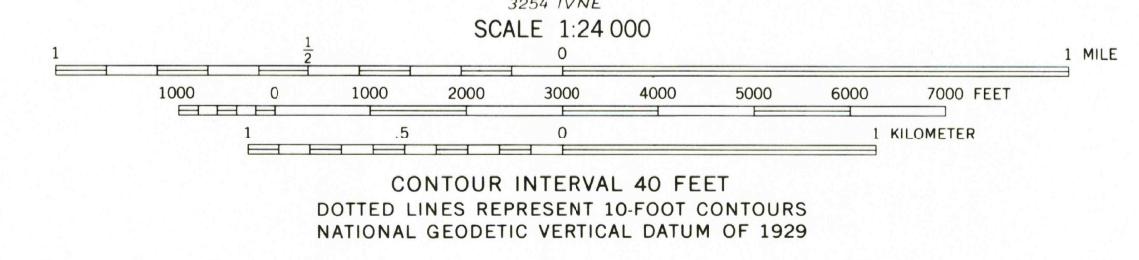 3254 IVNE
SCALE 1:24 000
1 1/2 0 1 MILE
1000 0 1000 2000 3000 4000 5000 6000 7000 FEET
1 .5 0 1 KILOMETER
CONTOUR INTERVAL 40 FEET
DOTTED LINES REPRESENT 10-FOOT CONTOURS
NATIONAL GEODETIC VERTICAL DATUM OF 1929